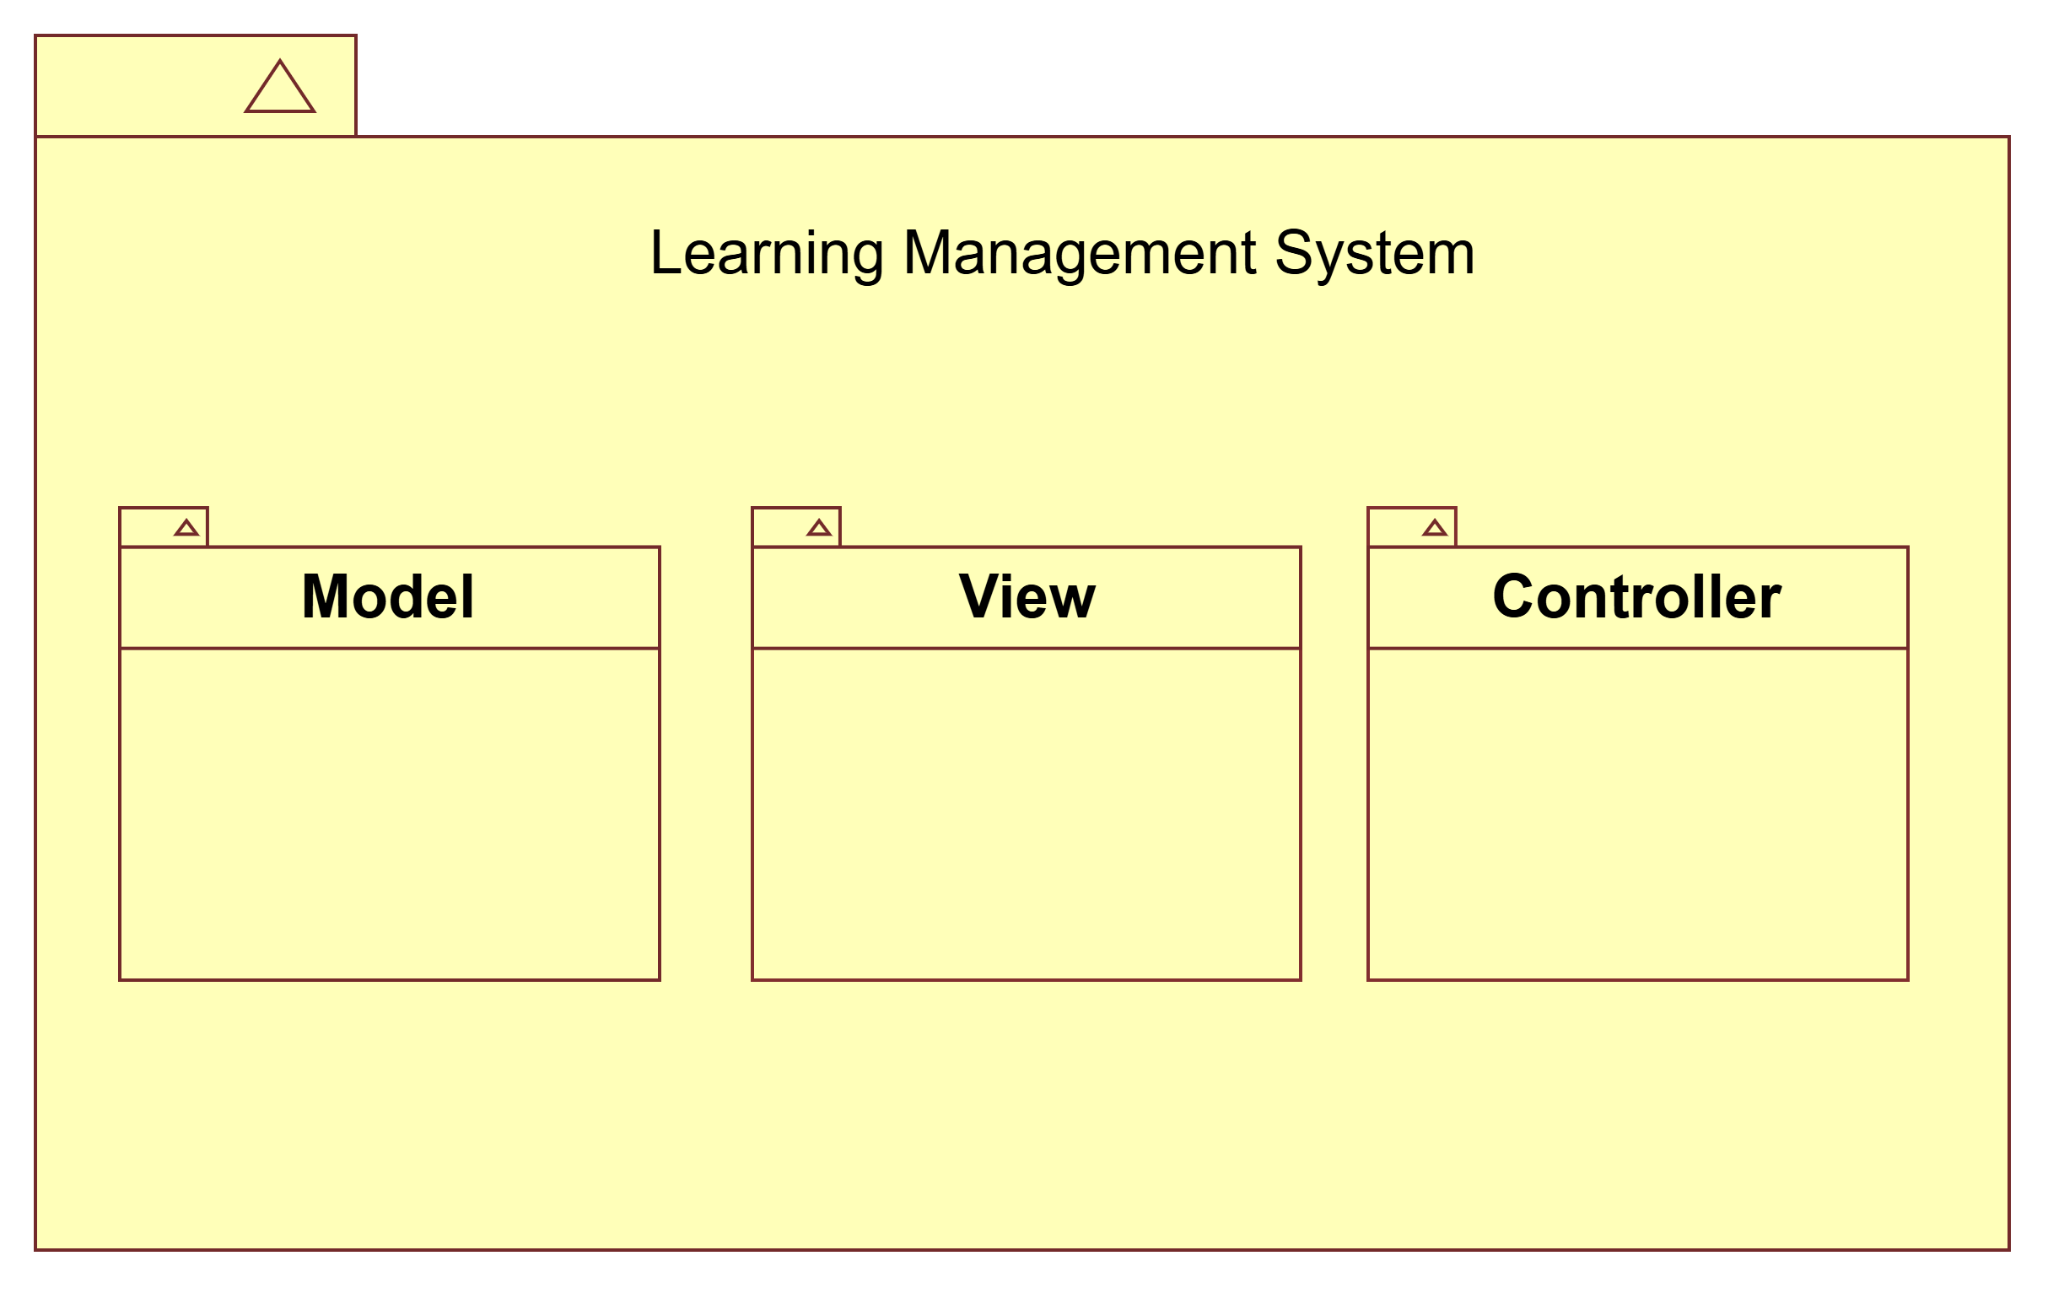 Learning Management System
Model
View
Controller